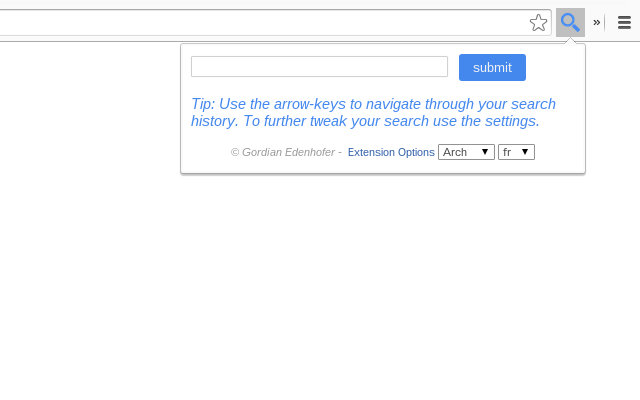 »
submit
Tip: Use the arrow-keys to navigate through your search
history. To further tweak your search use the settings.
© Gordian Edenhofer - Extension Options Arch fr